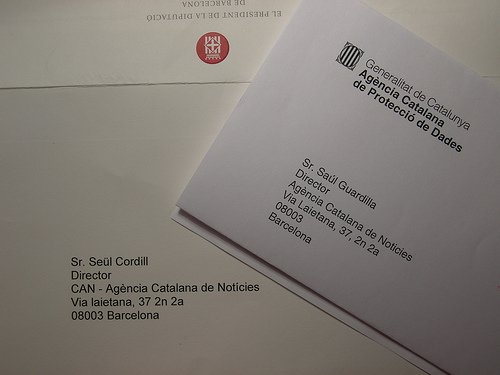 EL PRESIDENT DE LA DIPUTACIÓ
DE BARCELONA
Generalitat de Catalunya
Agència Catalana
de Protecció de Dades
Sr. Saül Guardilla
Director
Agència Catalana de Notícies
Via Laietana, 37, 2n 2a
08003
Barcelona
Sr. Seül Cordill
Director
CAN - Agència Catalana de Notícies
Via laietana, 37 2n 2a
08003 Barcelona